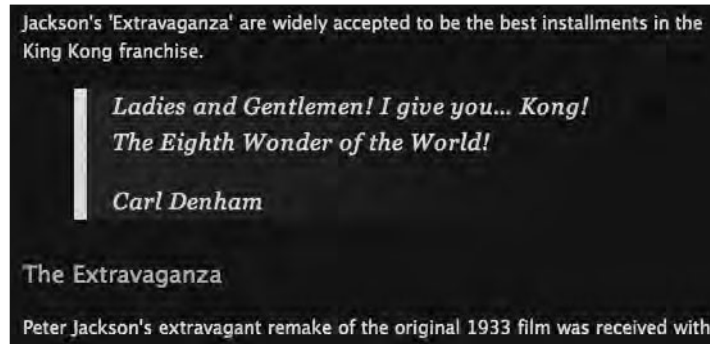 Jackson's 'Extravaganza' are widely accepted to be the best installments in the
King Kong franchise.
Ladies and Gentlemen! I give you... Kong!
The Eighth Wonder of the World!
Carl Denham
The Extravaganza
Peter Jackson's extravagant remake of the original 1933 film was received with